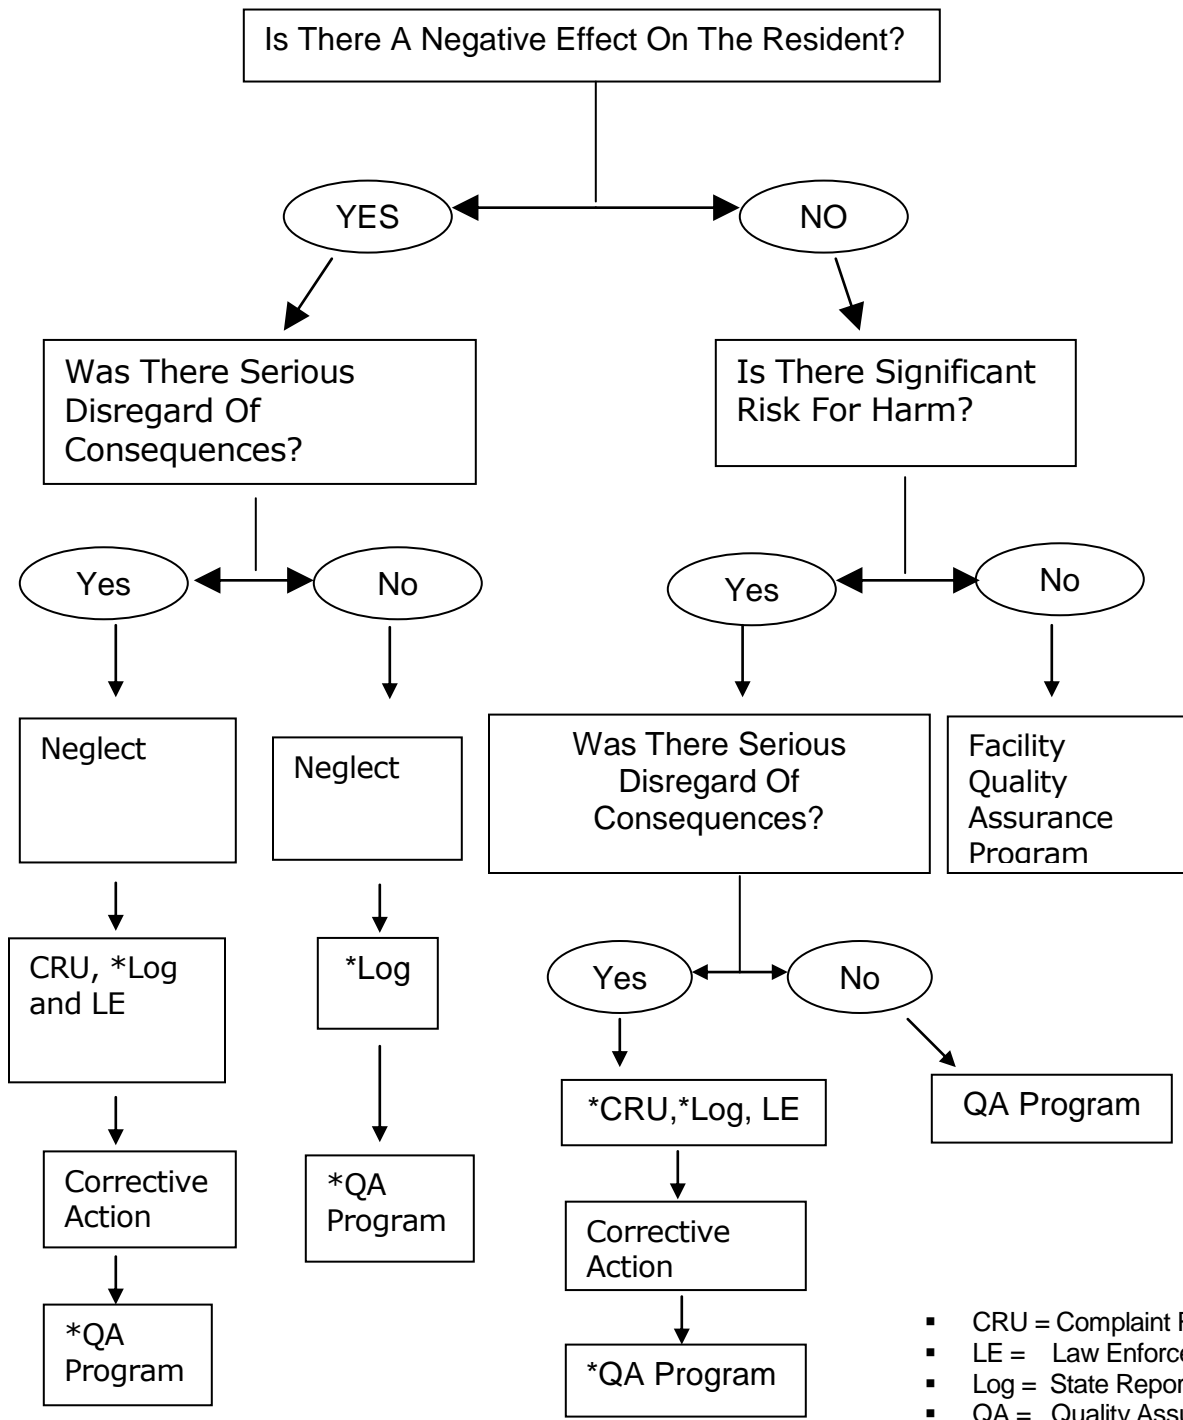 Is There A Negative Effect On The Resident?
YES
NO
Was There Serious
Disregard Of
Consequences?
Is There Significant
Risk For Harm?
Yes
No
Yes
No
Neglect
Neglect
Was There Serious
Disregard Of
Consequences?
Facility
Quality
Assurance
Program
CRU, *Log
and LE
*Log
Yes
No
*CRU,*Log, LE
QA Program
Corrective
Action
*QA
Program
Corrective
Action
*QA
Program
*QA Program
▪ CRU = Complaint
▪ LE = Law
▪ Log = State
▪ QA = Quality